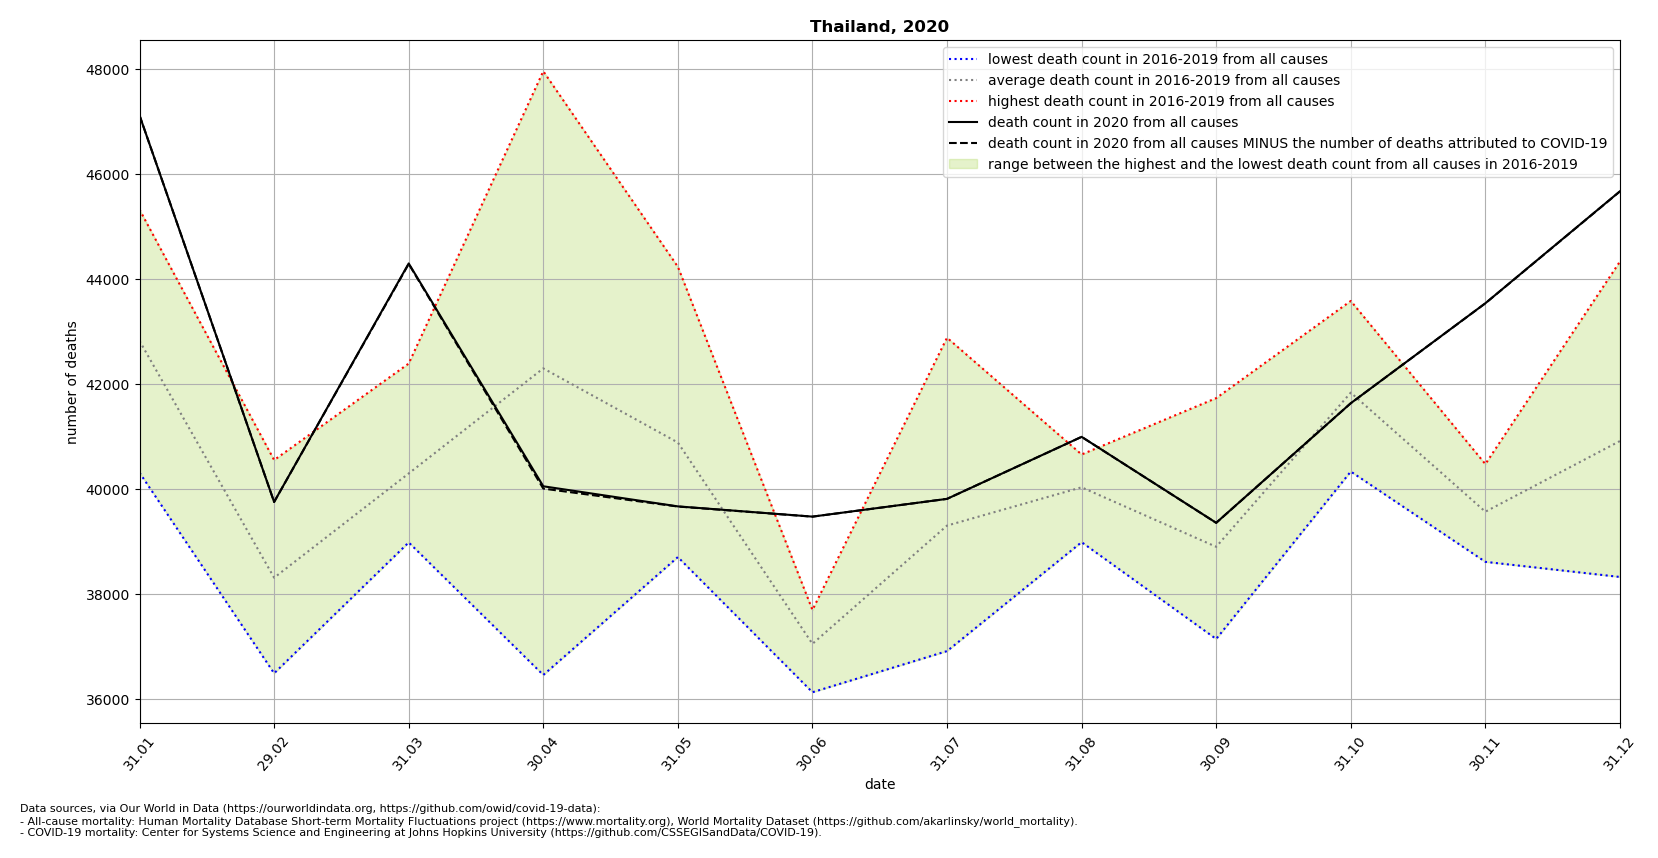 Thailand, 2020
lowest death count in 2016-2019 from all causes
average death count in 2016-2019 from all causes
highest death count in 2016-2019 from all causes
death count in 2020 from all causes
death count in 2020 from all causes MINUS the number of deaths attributed to COVID-19
range between the highest and the lowest death count from all causes in 2016-2019
number of deaths
48000
46000
44000
42000
40000
38000
36000
31.01
29.02
31.03
30.04
31.05
30.06
31.07
31.08
30.09
31.10
30.11
31.12
date
Data sources, via Our World in Data (https://ourworldindata.org, https://github.com/owid/covid-19-data):
- All-cause mortality: Human Mortality Database Short-term Mortality Fluctuations project (https://www.mortality.org), World Mortality Dataset (https://github.com/akarlinsky/world_mortality).
- COVID-19 mortality: Center for Systems Science and Engineering at Johns Hopkins University (https://github.com/CSSEGISandData/COVID-19).